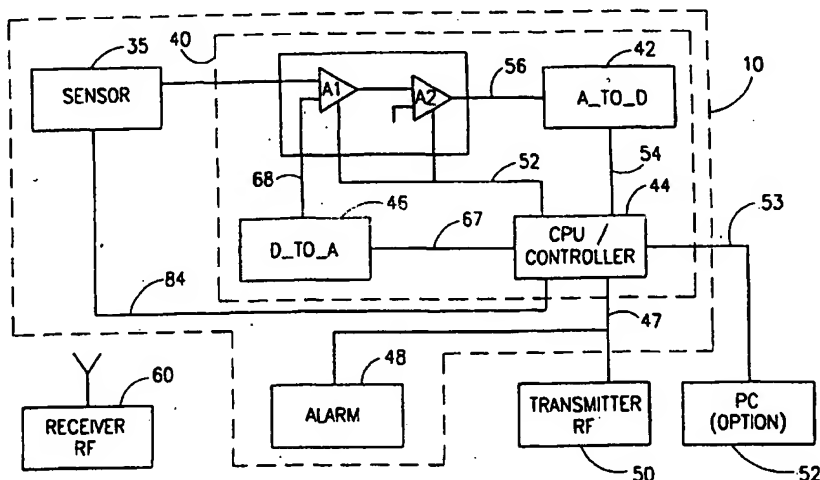 35
40
42
SENSOR
A1
A2
56
A_TO_D
10
68
52
54
46
44
53
D_TO_A
67
CPU /
CONTROLLER
84
47
60
48
RECEIVER
RF
ALARM
TRANSMITTER
RF
PC
(OPTION)
50
52